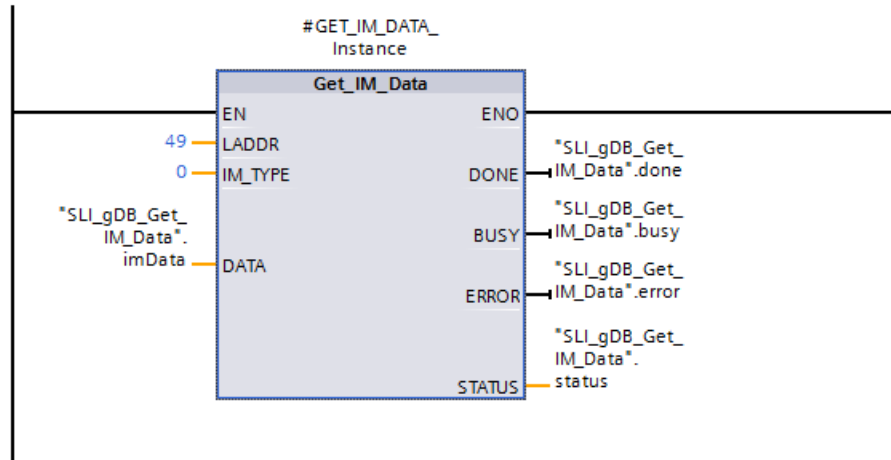 #GET_IM_DATA_
Instance
Get_IM_Data
EN
ENO
49
LADDR
0
IM_TYPE
"SLI_gDB_Get_
IM_Data".
imData
DATA
DONE
"SLI_gDB_Get_
IM_Data".done
BUSY
"SLI_gDB_Get_
IM_Data".busy
ERROR
"SLI_gDB_Get_
IM_Data".error
STATUS
"SLI_gDB_Get_
IM_Data".
status